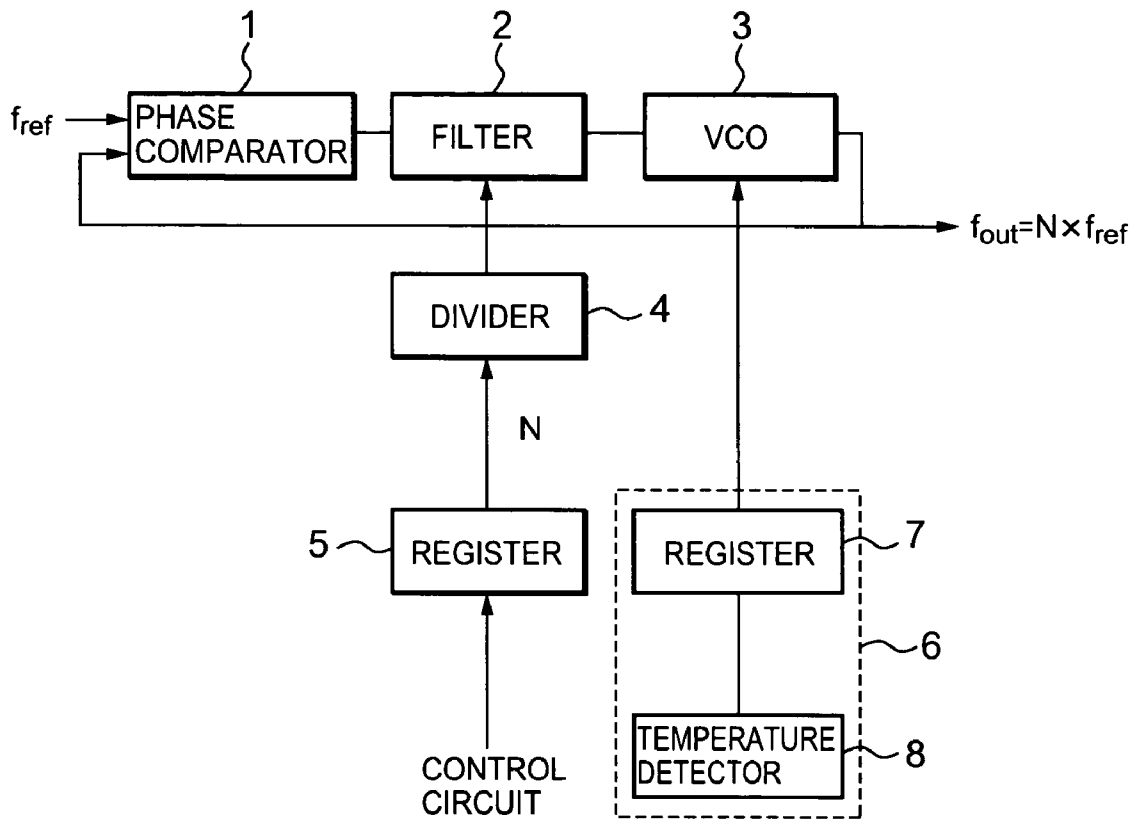 1
2
3
f_ref
PHASE
COMPARATOR
FILTER
VCO
f_out=N×f_ref
DIVIDER
4
N
5
REGISTER
REGISTER
7
6
TEMPERATURE
DETECTOR
8
CONTROL
CIRCUIT